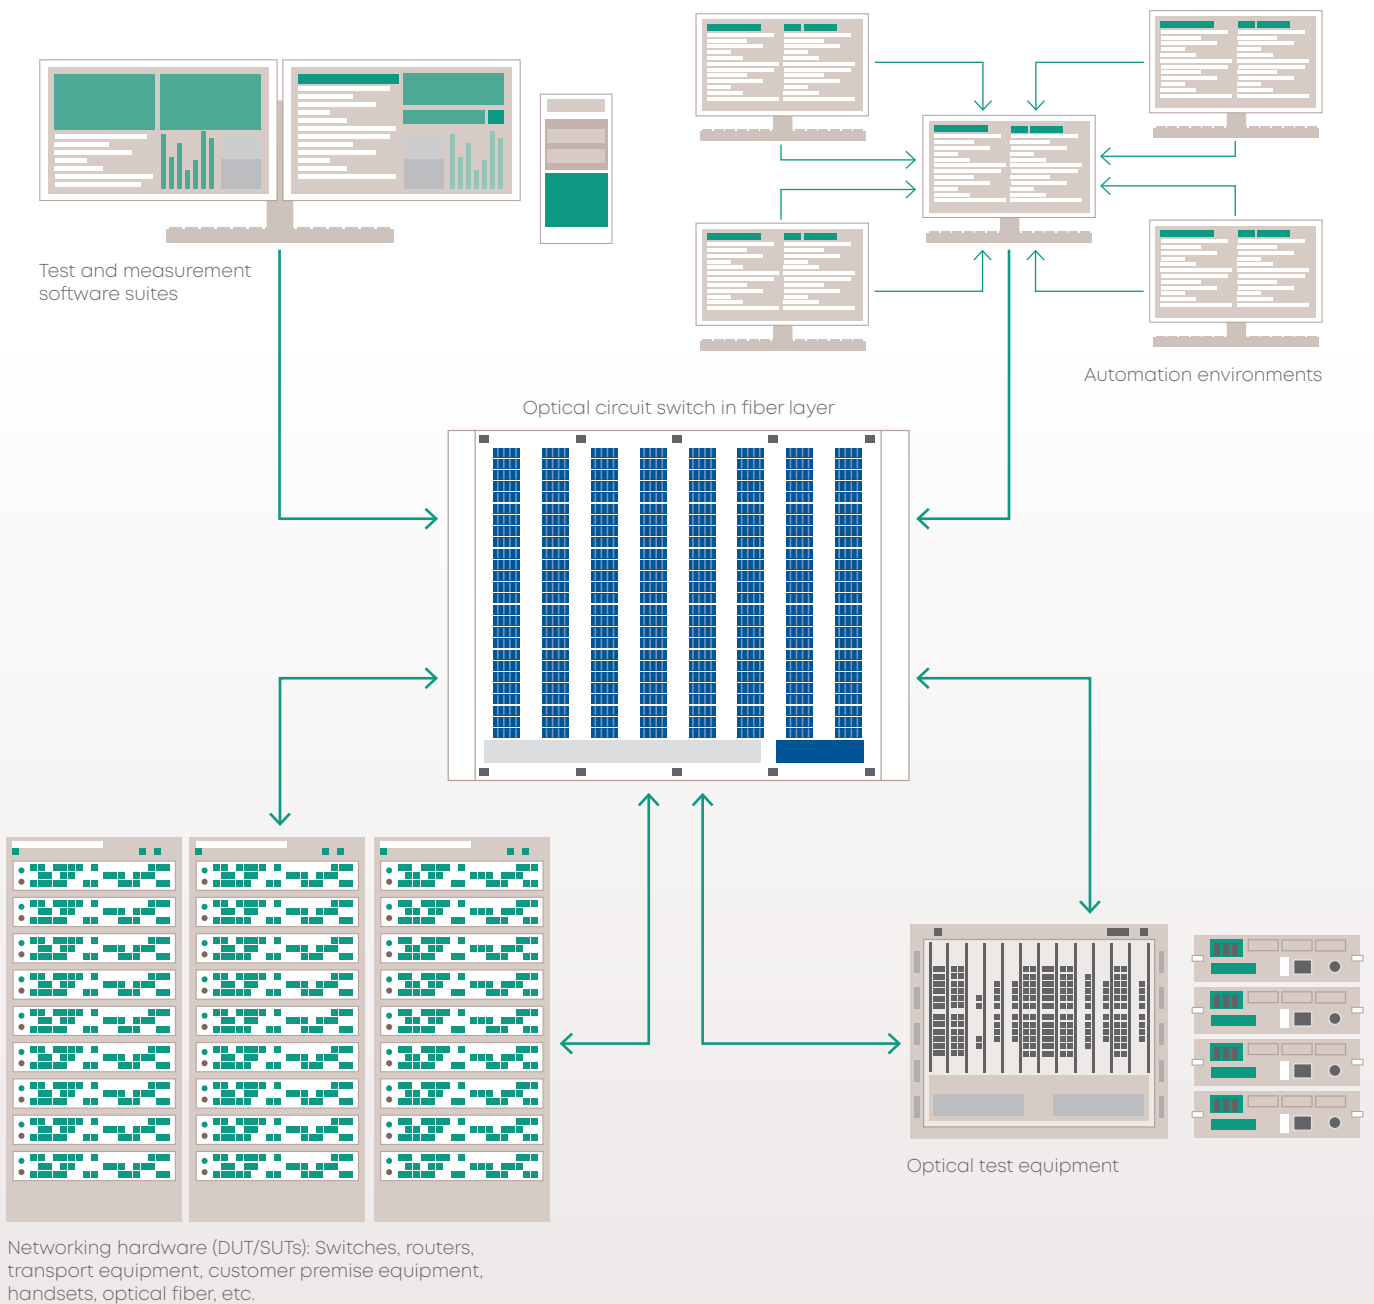 Test and measurement
software suites
Automation environments
Optical circuit switch in fiber layer
Optical test equipment
Networking hardware (DUT/SUTs): Switches, routers,
transport equipment, customer premise equipment,
handsets, optical fiber, etc.